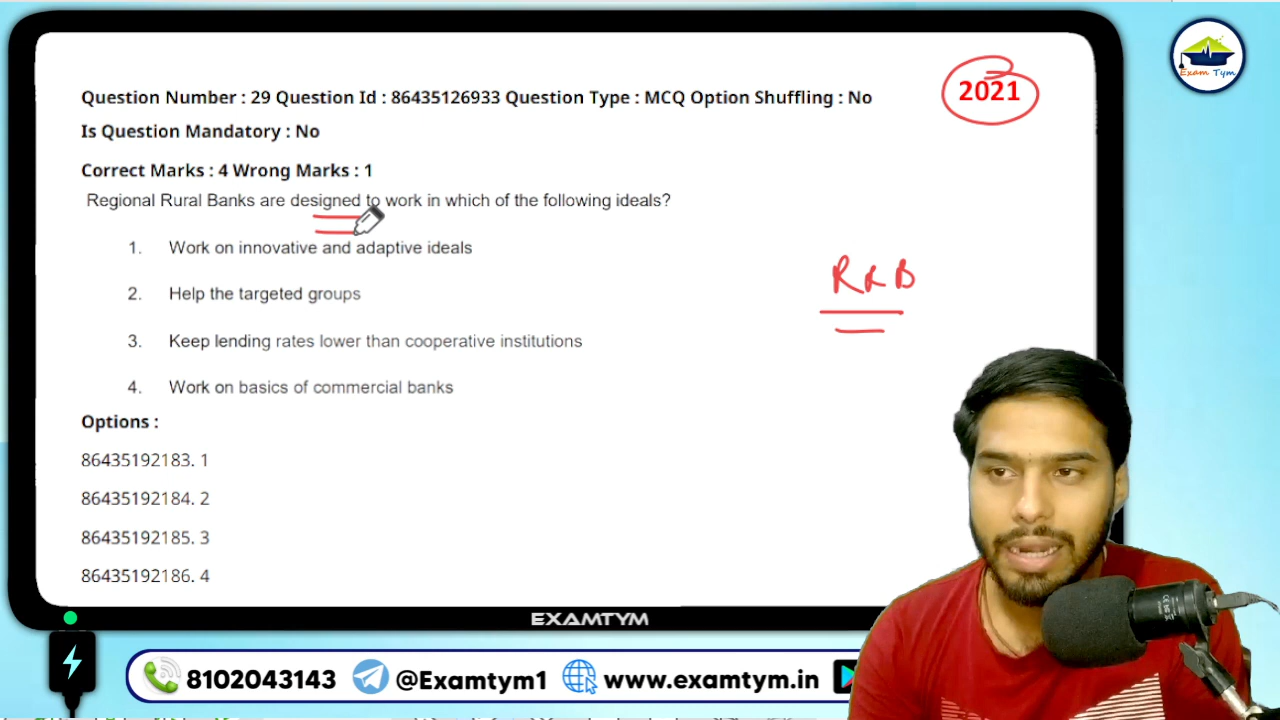 Exam Tym
2021
Question Number : 29 Question Id : 86435126933 Question Type : MCQ Option Shuffling : No
Is Question Mandatory : No
Correct Marks : 4 Wrong Marks : 1
Regional Rural Banks are designed to work in which of the following ideals?
1. Work on innovative and adaptive ideals
2. Help the targeted groups
3. Keep lending rates lower than cooperative institutions
4. Work on basics of commercial banks
RRB
Options :
86435192183. 1
86435192184. 2
86435192185. 3
86435192186. 4
EXAMTYM
8102043143 @Examtym1 www.examtym.in